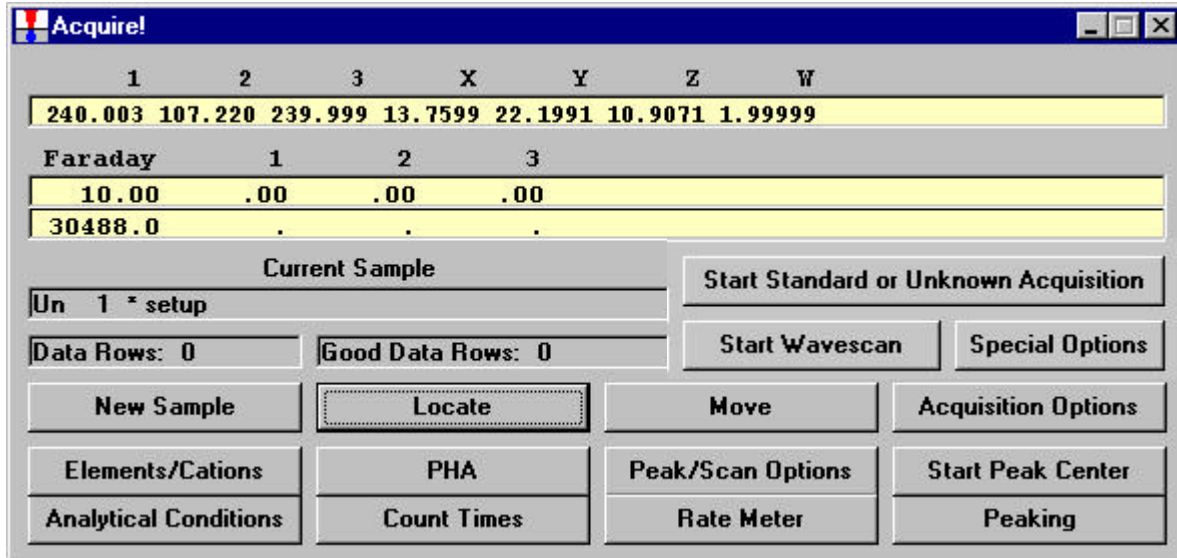 Acquire!
1 2 3 X Y Z W
240.003 107.220 239.999 13.7599 22.1991 10.9071 1.99999
Faraday 1 2 3
10.00 .00 .00 .00
30488.0 . . .
Current Sample
Un 1 * setup
Start Standard or Unknown Acquisition
Data Rows: 0 Good Data Rows: 0 Start Wavescan Special Options
New Sample Locate Move Acquisition Options
Elements/Cations PHA Peak/Scan Options Start Peak Center
Analytical Conditions Count Times Rate Meter Peaking